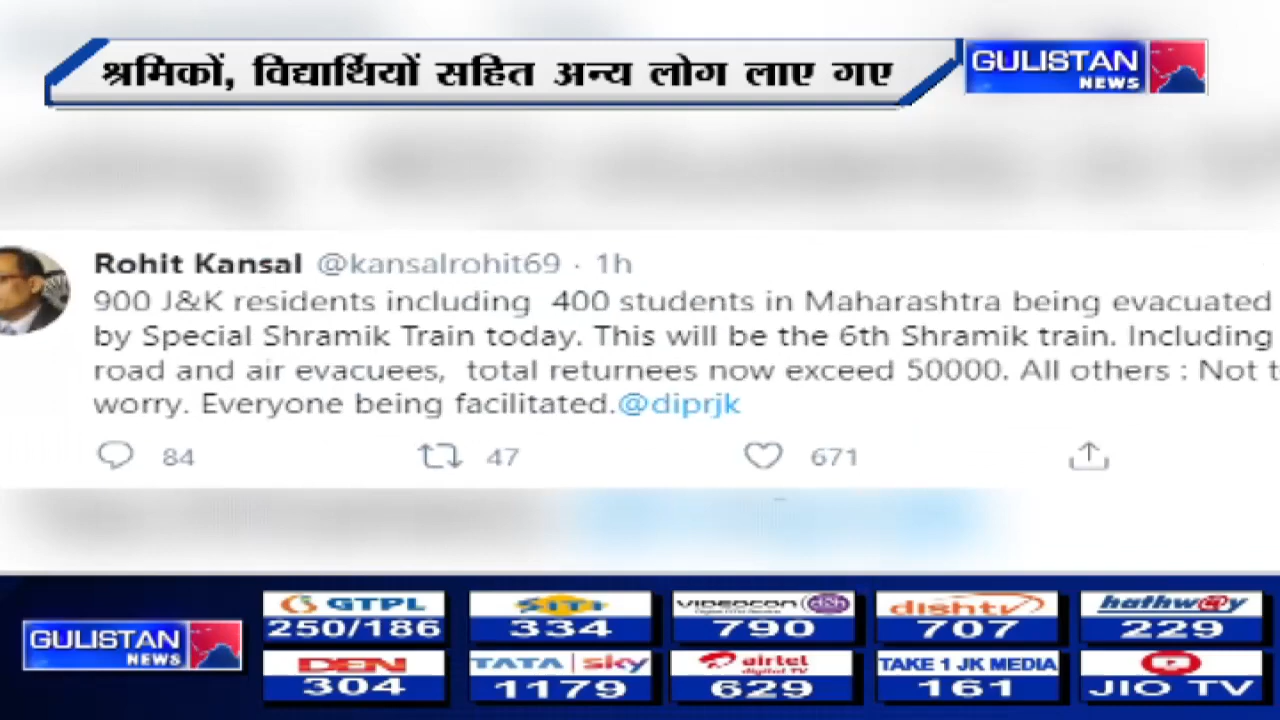 श्रमिकों, विद्यार्थियों सहित अन्य लोग लाए गए
GULISTAN
NEWS
Rohit Kansal @kansalrohit69 · 1h
900 J&K residents including 400 students in Maharashtra being evacuated
by Special Shramik Train today. This will be the 6th Shramik train. Including
road and air evacuees, total returnees now exceed 50000. All others : Not t
worry. Everyone being facilitated.@diprjk
84 47 671
GULISTAN
NEWS
GTPL
250/186
SITI
334
VIDEOCON d2h
790
dishtv
707
hathway
229
DEN
304
TATA sky
1179
airtel
digital TV
629
TAKE 1 JK MEDIA
161
JIO TV